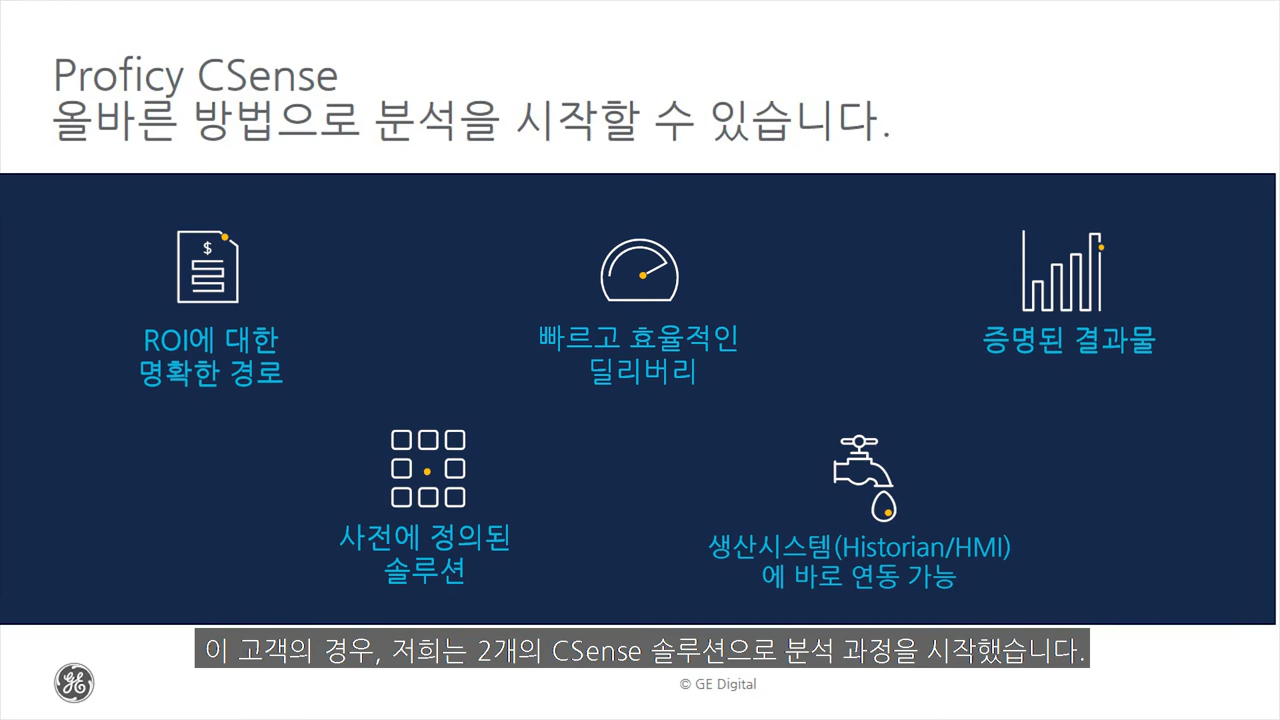 Proficy CSense
올바른 방법으로 분석을 시작할 수 있습니다.
$
ROI에 대한
명확한 경로
빠르고 효율적인
딜리버리
증명된 결과물
사전에 정의된
솔루션
생산시스템(Historian/HMI)
에 바로 연동 가능
이 고객의 경우, 저희는 2개의 CSense 솔루션으로 분석 과정을 시작했습니다.
GE
© GE Digital